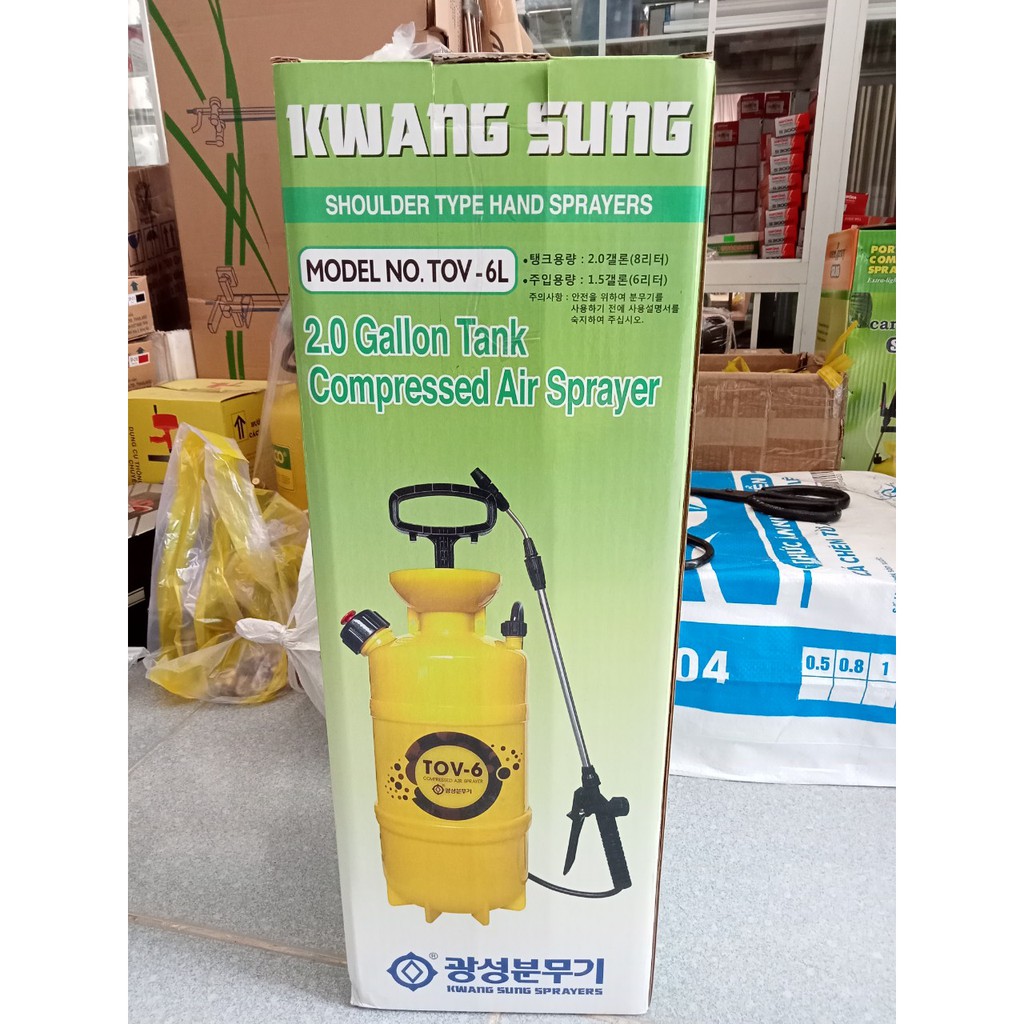 KWANG SUNG
SHOULDER TYPE HAND SPRAYERS
MODEL NO. TOV-6L
•탱크용량 : 2.0갤론(8리터)
•주입용량 : 1.5갤론(6리터)
주의사항 : 안전을 위하여 분무기를
사용하기 전에 사용설명서를
숙지하여 주십시오.
2.0 Gallon Tank
Compressed Air Sprayer
TOV-6
COMPRESSED AIR SPRAYER
광성분무기
® 광성분무기
KWANG SUNG SPRAYERS
04
0.5 0.8 1